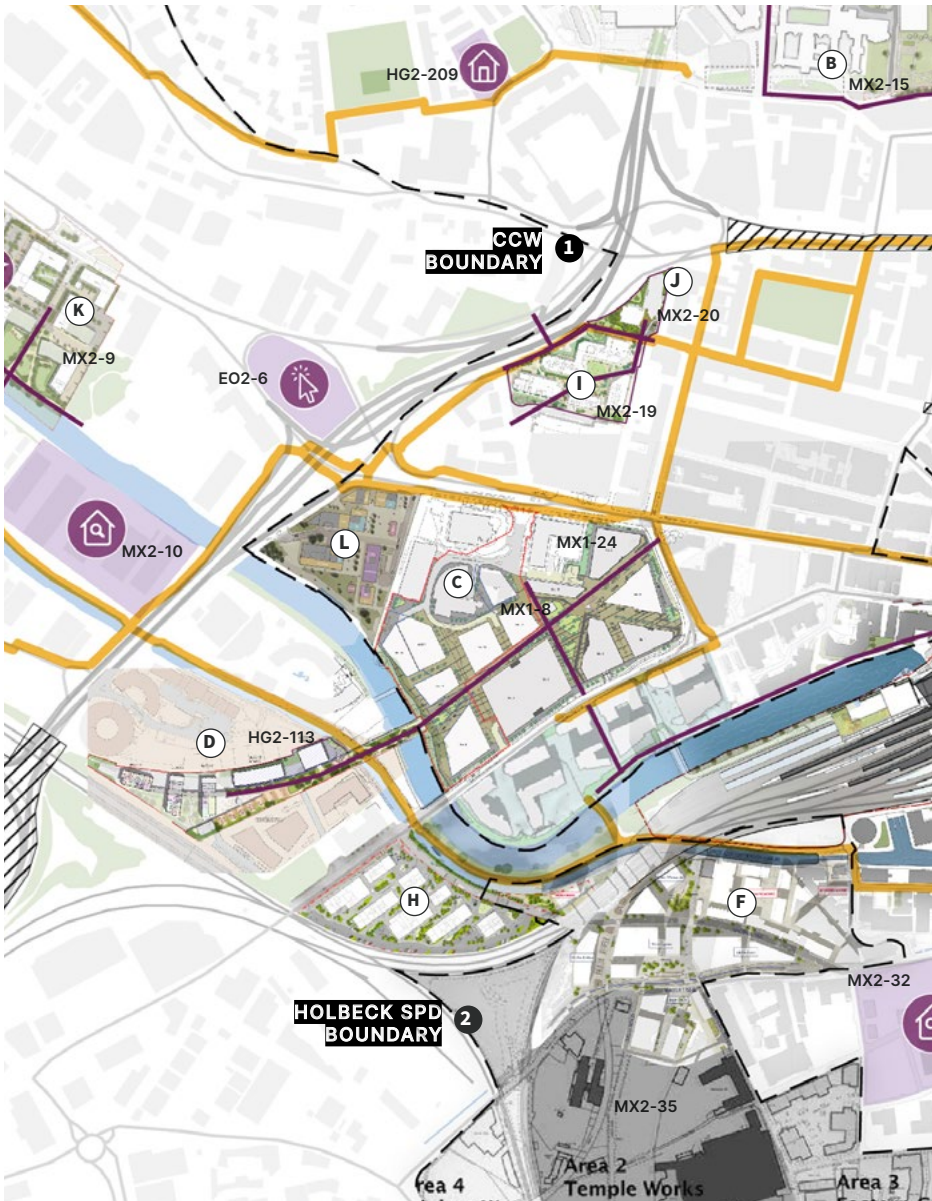 HG2-209
B
MX2-15
CCW
BOUNDARY
1
J
MX2-20
K
MX2-9
EO2-6
I
MX2-19
MX2-10
L
MX1-24
C
MX1-8
D
HG2-113
H
F
MX2-32
HOLBECK SPD
BOUNDARY
2
MX2-35
Area 2
Temple Works
rea 4
Area 3